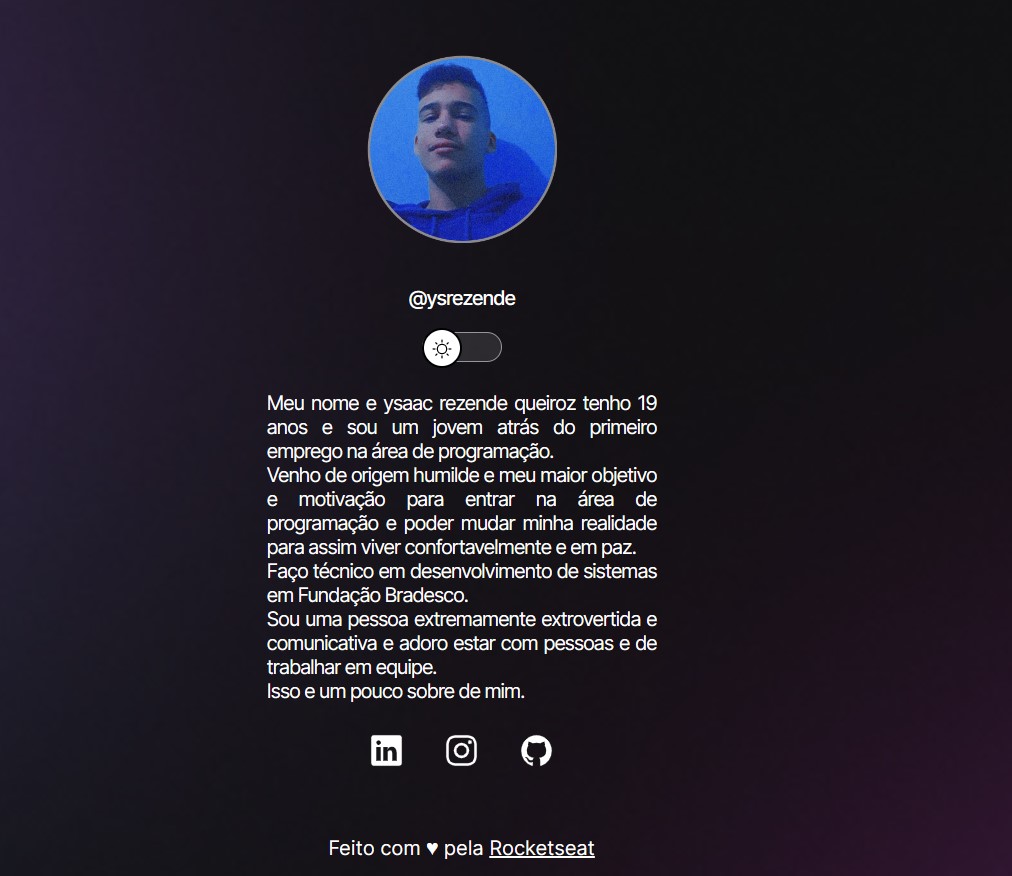 @ysrezende
Meu nome e ysaac rezende queiroz tenho 19
anos e sou um jovem atrás do primeiro
emprego na área de programação.
Venho de origem humilde e meu maior objetivo
e motivação para entrar na área de
programação e poder mudar minha realidade
para assim viver confortavelmente e em paz.
Faço técnico em desenvolvimento de sistemas
em Fundação Bradesco.
Sou uma pessoa extremamente extrovertida e
comunicativa e adoro estar com pessoas e de
trabalhar em equipe.
Isso e um pouco sobre de mim.
in
Feito com ♥ pela Rocketseat